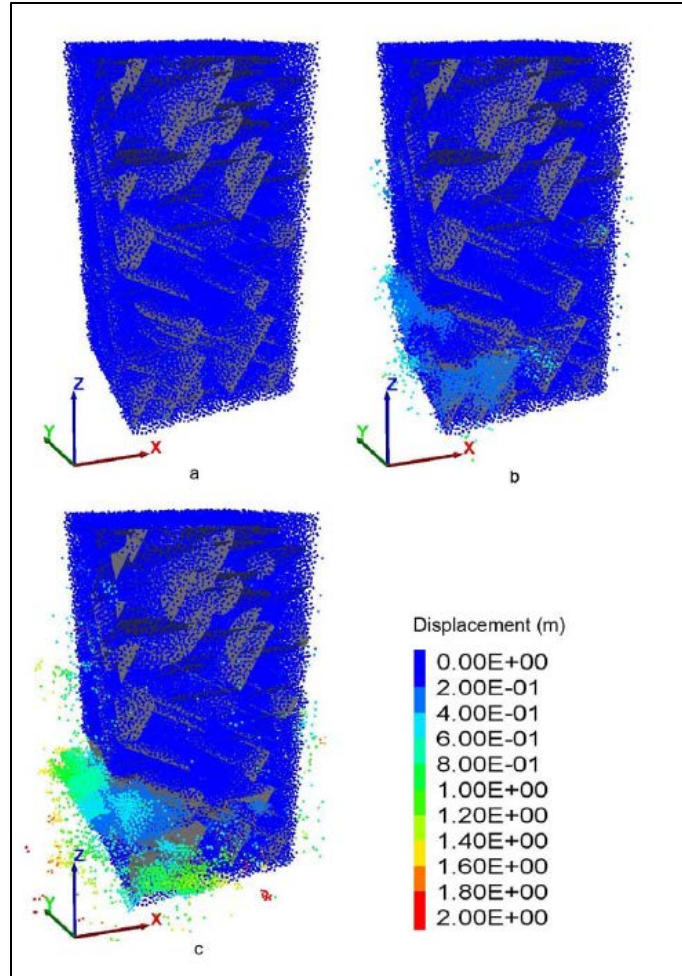 Z
Y
X
a
Z
Y
X
b
Z
Y
X
c
Displacement (m)
0.00E+00
2.00E-01
4.00E-01
6.00E-01
8.00E-01
1.00E+00
1.20E+00
1.40E+00
1.60E+00
1.80E+00
2.00E+00